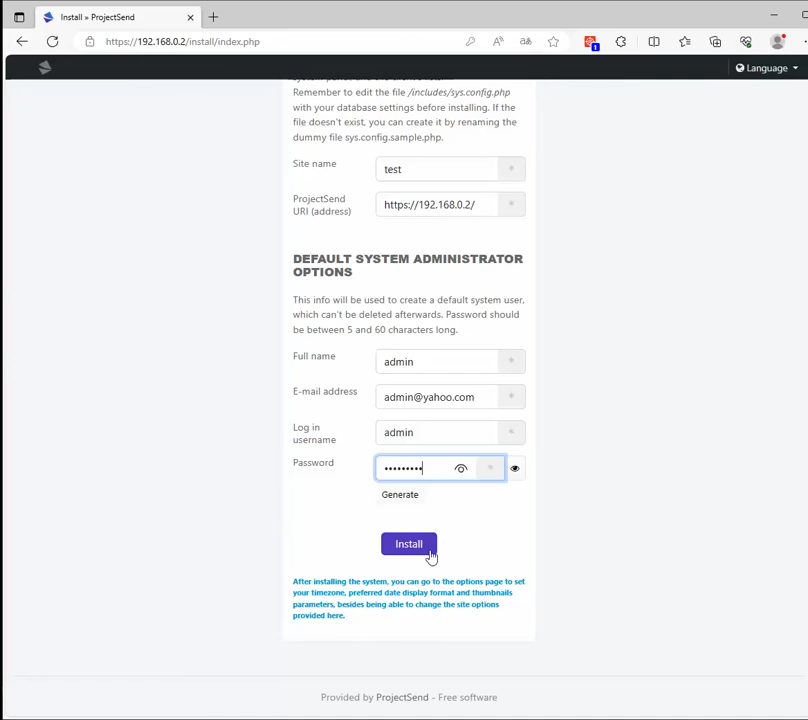 Install » ProjectSend
https://192.168.0.2/install/index.php
1
Language
Remember to edit the file /includes/sys.config.php
with your database settings before installing. If the
file doesn't exist, you can create it by renaming the
dummy file sys.config.sample.php.
Site name
test
*
ProjectSend
URI (address)
https://192.168.0.2/
*
DEFAULT SYSTEM ADMINISTRATOR
OPTIONS
This info will be used to create a default system user,
which can't be deleted afterwards. Password should
be between 5 and 60 characters long.
Full name
admin
*
E-mail address
admin@yahoo.com
*
Log in
username
admin
*
Password
•••••••••
*
Generate
Install
After installing the system, you can go to the options page to set
your timezone, preferred date display format and thumbnails
parameters, besides being able to change the site options
provided here.
Provided by ProjectSend - Free software